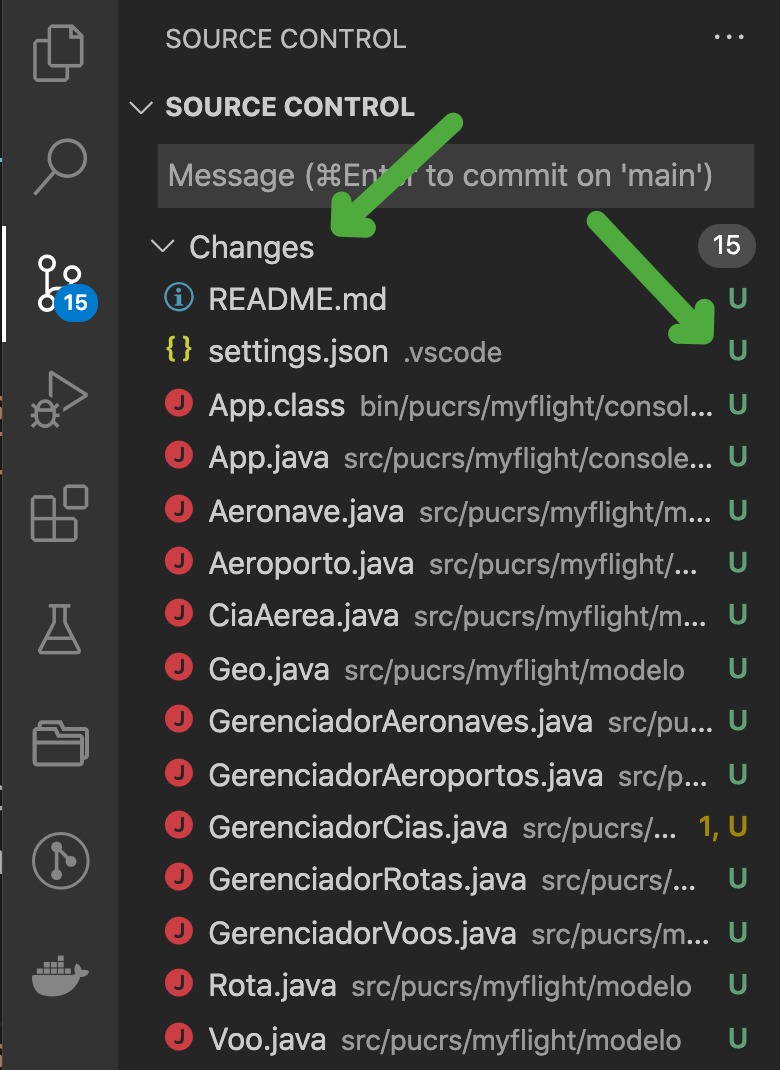 SOURCE CONTROL ...
SOURCE CONTROL
Message (⌘Enter to commit on 'main')
Changes 15
README.md U
15
{} settings.json .vscode U
J App.class bin/pucrs/myflight/consol... U
J App.java src/pucrs/myflight/console... U
J Aeronave.java src/pucrs/myflight/m... U
J Aeroporto.java src/pucrs/myflight/... U
J CiaAerea.java src/pucrs/myflight/m... U
J Geo.java src/pucrs/myflight/modelo U
J GerenciadorAeronaves.java src/pu... U
J GerenciadorAeroportos.java src/p... U
J GerenciadorCias.java src/pucrs/... 1, U
J GerenciadorRotas.java src/pucrs/... U
J GerenciadorVoos.java src/pucrs/m... U
J Rota.java src/pucrs/myflight/modelo U
J Voo.java src/pucrs/myflight/modelo U